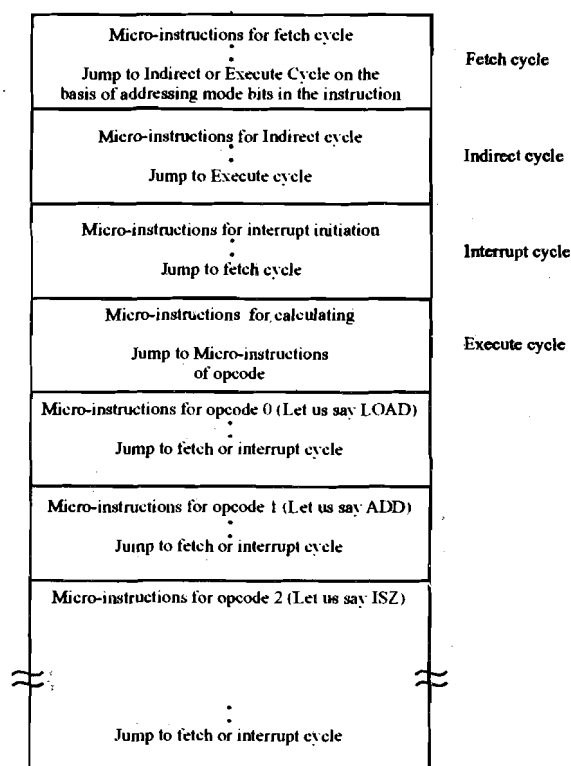 Micro-instructions for fetch cycle
Fetch cycle
Jump to Indirect or Execute Cycle on the
basis of addressing mode bits in the instruction
Micro-instructions for Indirect cycle
Indirect cycle
Jump to Execute cycle
Micro-instructions for interrupt initiation
Interrupt cycle
Jump to fetch cycle
Micro-instructions for calculating
Execute cycle
Jump to Micro-instructions
of opcode
Micro-instructions for opcode 0 (Let us say LOAD)
Jump to fetch or interrupt cycle
Micro-instructions for opcode 1 (Let us say ADD)
Jump to fetch or interrupt cycle
Micro-instructions for opcode 2 (Let us say ISZ)
Jump to fetch or interrupt cycle